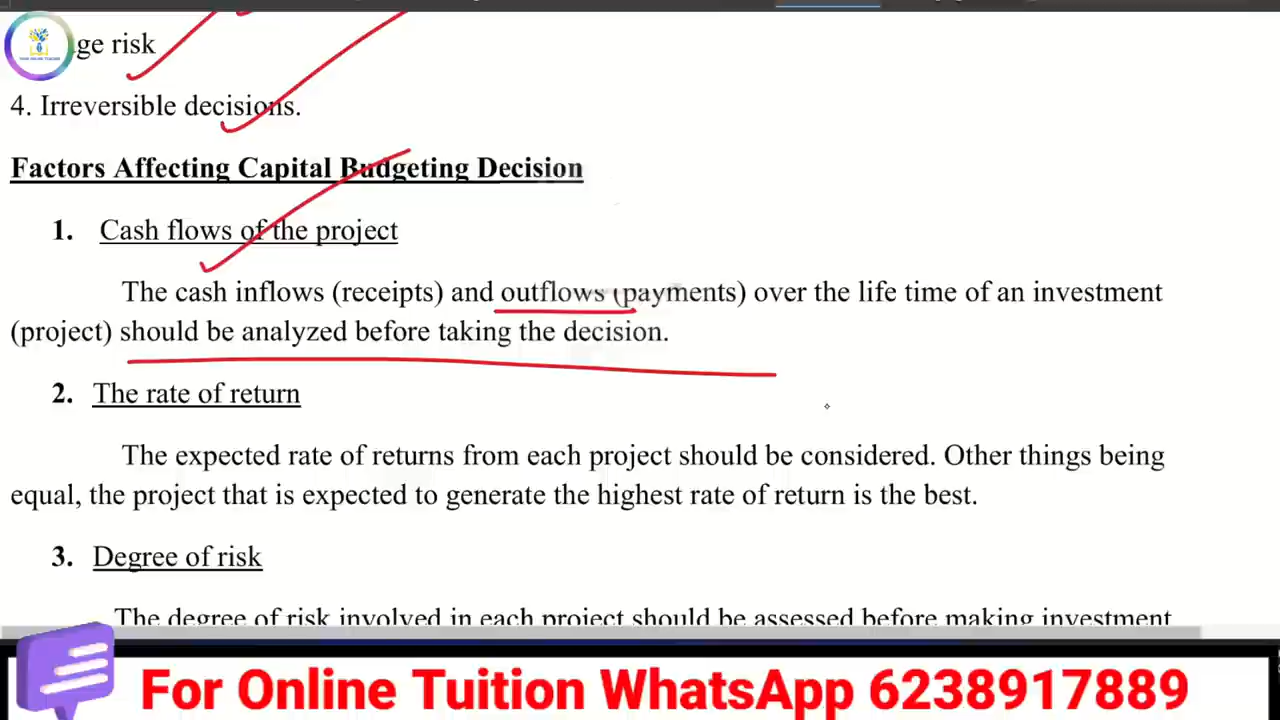 risk
4. Irreversible decisions.
Factors Affecting Capital Budgeting Decision
1. Cash flows of the project
The cash inflows (receipts) and outflows (payments) over the life time of an investment
(project) should be analyzed before taking the decision.
2. The rate of return
The expected rate of returns from each project should be considered. Other things being
equal, the project that is expected to generate the highest rate of return is the best.
3. Degree of risk
The degree of risk involved in each project should be assessed before making investment
For Online Tuition WhatsApp 6238917889